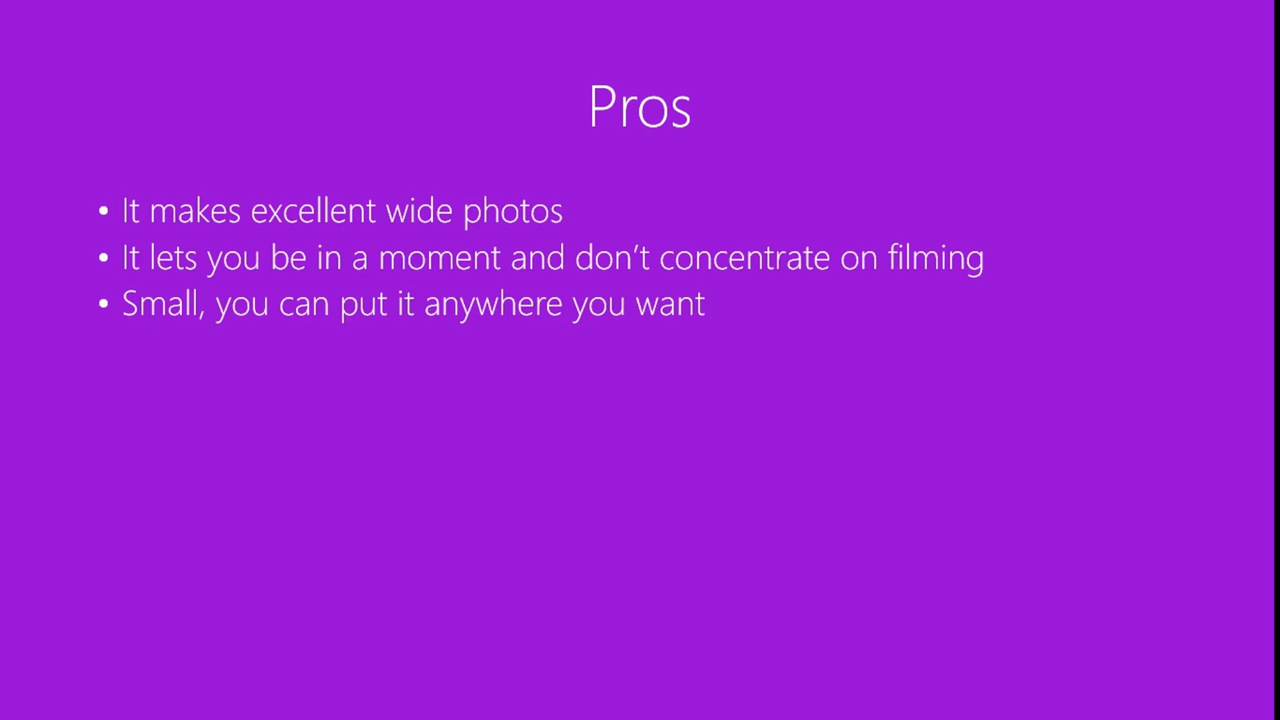 Pros
• It makes excellent wide photos
• It lets you be in a moment and don’t concentrate on filming
• Small, you can put it anywhere you want